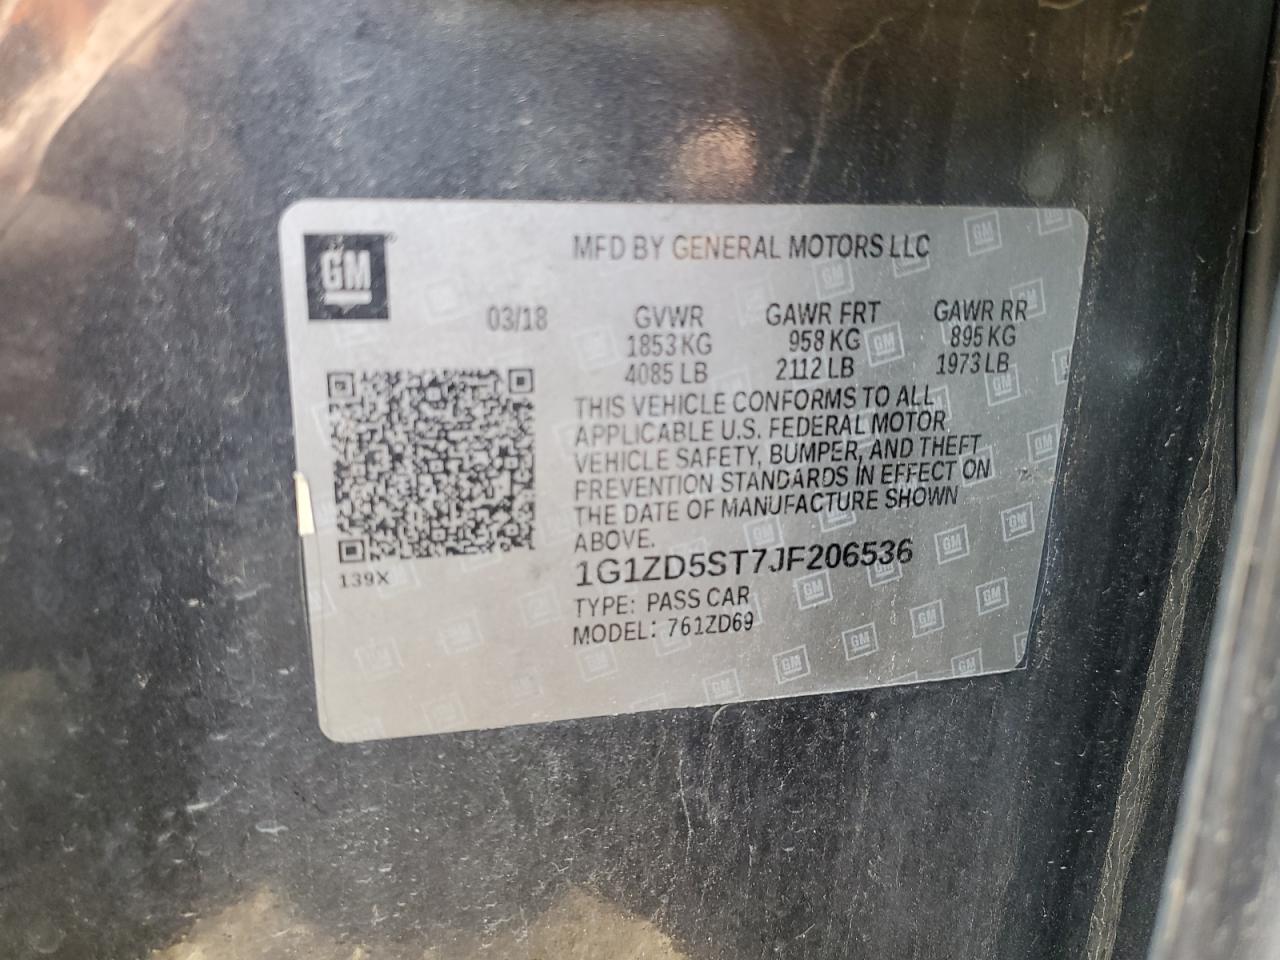 GM
MFD BY GENERAL MOTORS LLC
03/18 GVWR GAWR FRT GAWR RR
1853 KG 958 KG 895 KG
4085 LB 2112 LB 1973 LB
THIS VEHICLE CONFORMS TO ALL
APPLICABLE U.S. FEDERAL MOTOR
VEHICLE SAFETY, BUMPER, AND THEFT
PREVENTION STANDARDS IN EFFECT ON
THE DATE OF MANUFACTURE SHOWN
ABOVE.
139X
1G1ZD5ST7JF206536
TYPE: PASS CAR
MODEL: 761ZD69